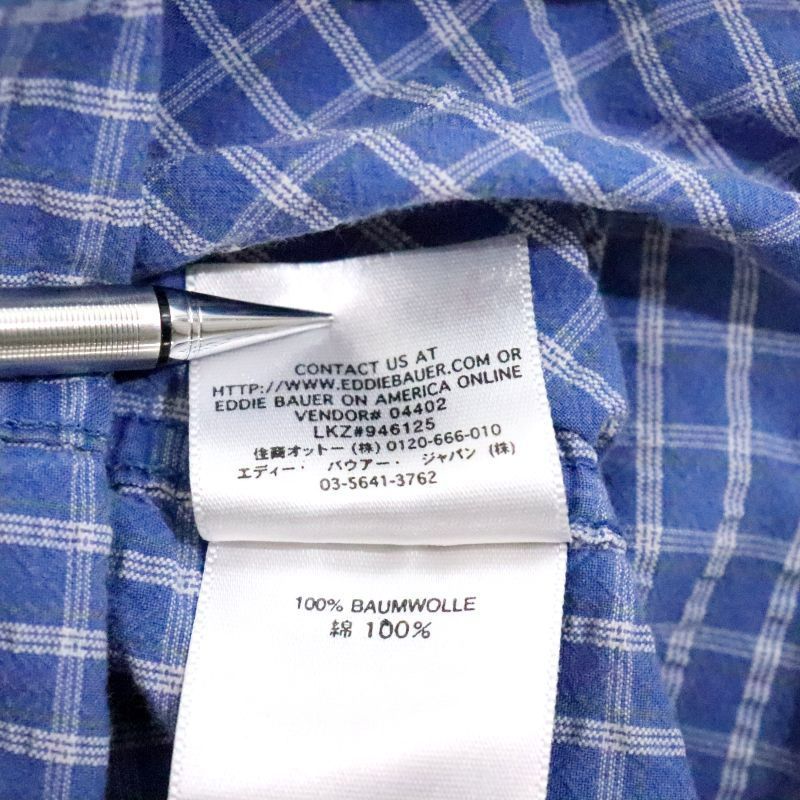 CONTACT US AT
HTTP://WWW.EDDIEBAUER.COM OR
EDDIE BAUER ON AMERICA ONLINE
VENDOR# 04402
LKZ#946125
住商オットー (株) 0120-666-010
エディー・ バウアー・ ジャパン (株)
03-5641-3762
100% BAUMWOLLE
綿 100%